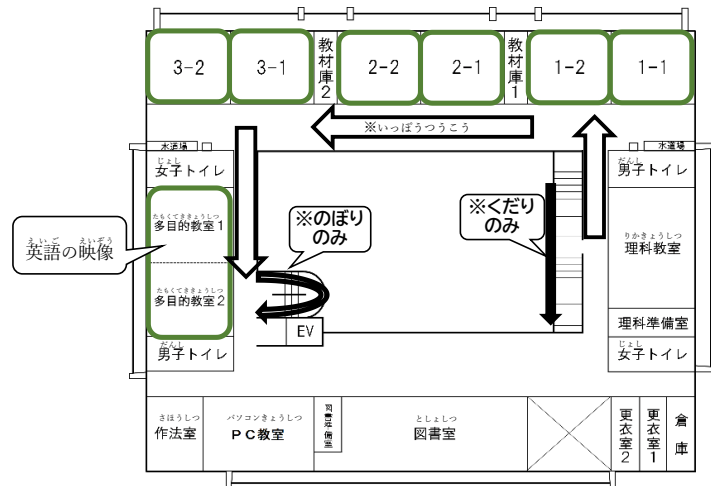 3-2
3-1
教材庫2
2-2
2-1
教材庫1
1-2
1-1
※いっぽうつうこう
水道場
水道場
じょし
女子トイレ
だんし
男子トイレ
※のぼり
のみ
※くだり
のみ
えいご えいぞう
英語の映像
たもくてききょうしつ
多目的教室1
たもくてききょうしつ
多目的教室2
りかきょうしつ
理科教室
EV
理科準備室
だんし
男子トイレ
じょし
女子トイレ
さほうしつ
作法室
パソコンきょうしつ
PC教室
図書準備室
としょしつ
図書室
更衣室2
更衣室1
倉庫